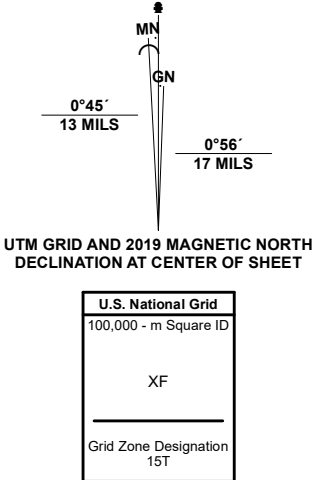 MN
GN
0°45´
13 MILS
0°56´
17 MILS
UTM GRID AND 2019 MAGNETIC NORTH
DECLINATION AT CENTER OF SHEET
U.S. National Grid
100,000 - m Square ID
XF
Grid Zone Designation
15T